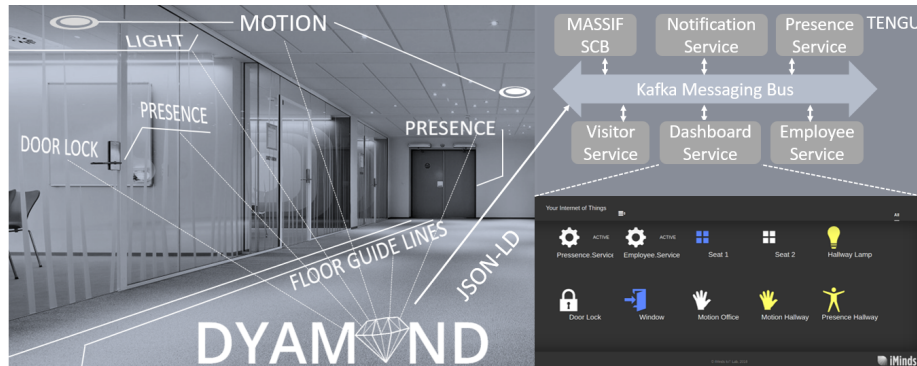 MOTION
LIGHT
PRESENCE
DOOR LOCK
PRESENCE
FLOOR GUIDE LINES
JSON-LD
DYAMOND
MASSIF
SCB
Notification
Service
Presence
Service
TENGU
Kafka Messaging Bus
Visitor
Service
Dashboard
Service
Employee
Service
Your Internet of Things
All
ACTIVE
ACTIVE
Pressence.Service
Employee.Service
Seat 1
Seat 2
Hallway Lamp
Door Lock
Window
Motion Office
Motion Hallway
Presence Hallway
iMinds